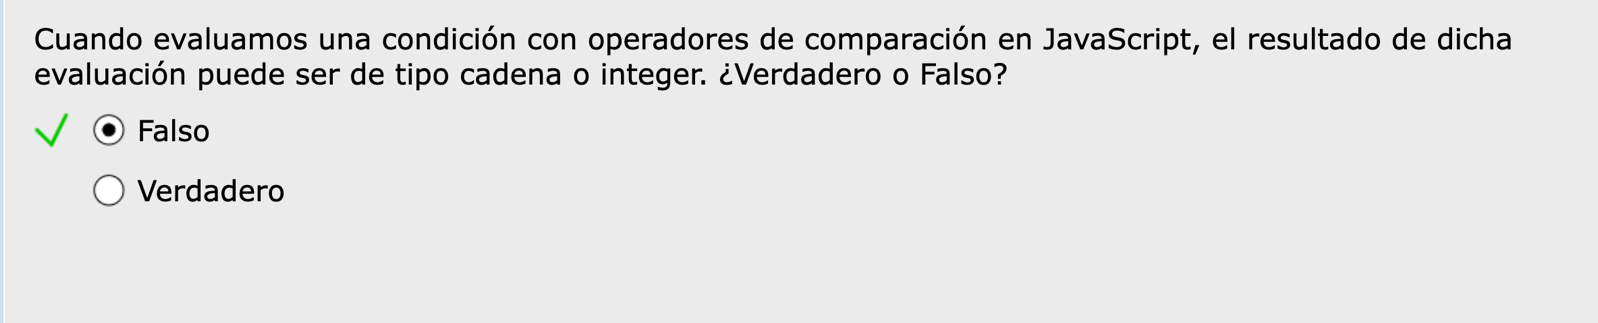 Cuando evaluamos una condición con operadores de comparación en JavaScript, el resultado de dicha
evaluación puede ser de tipo cadena o integer. ¿Verdadero o Falso?
Falso
Verdadero